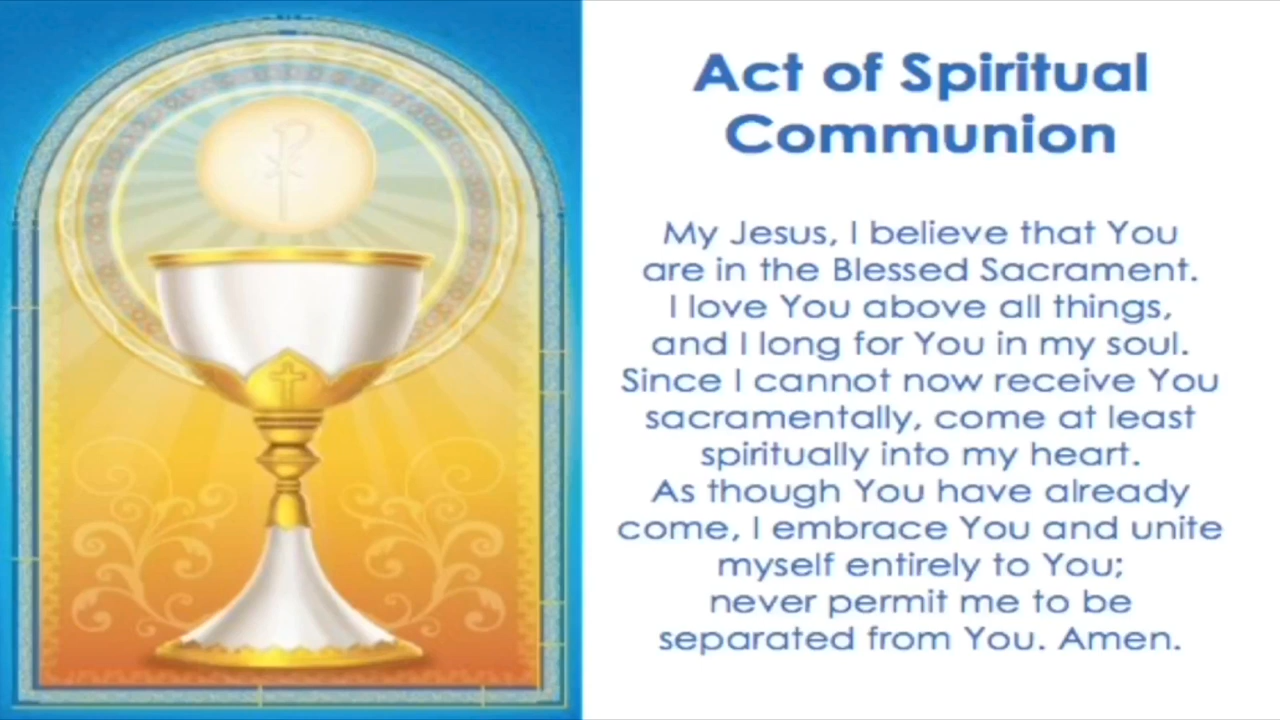 Act of Spiritual
Communion
My Jesus, I believe that You
are in the Blessed Sacrament.
I love You above all things,
and I long for You in my soul.
Since I cannot now receive You
sacramentally, come at least
spiritually into my heart.
As though You have already
come, I embrace You and unite
myself entirely to You;
never permit me to be
separated from You. Amen.